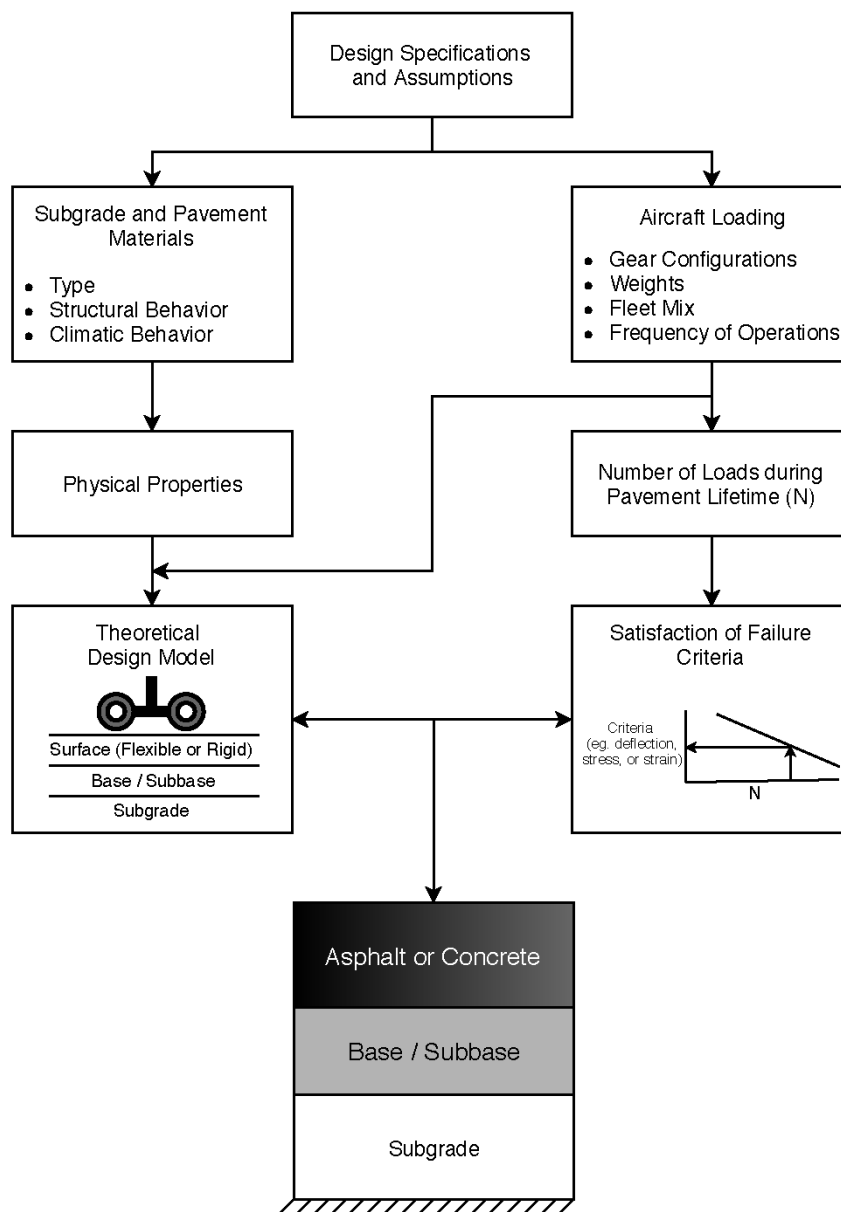 Design Specifications
and Assumptions
Subgrade and Pavement
Materials
• Type
• Structural Behavior
• Climatic Behavior
Aircraft Loading
• Gear Configurations
• Weights
• Fleet Mix
• Frequency of Operations
Physical Properties
Number of Loads during
Pavement Lifetime (N)
Theoretical
Design Model
Surface (Flexible or Rigid)
Base / Subbase
Subgrade
Satisfaction of Failure
Criteria
Criteria
(eg. deflection,
stress, or strain)
N
Asphalt or Concrete
Base / Subbase
Subgrade